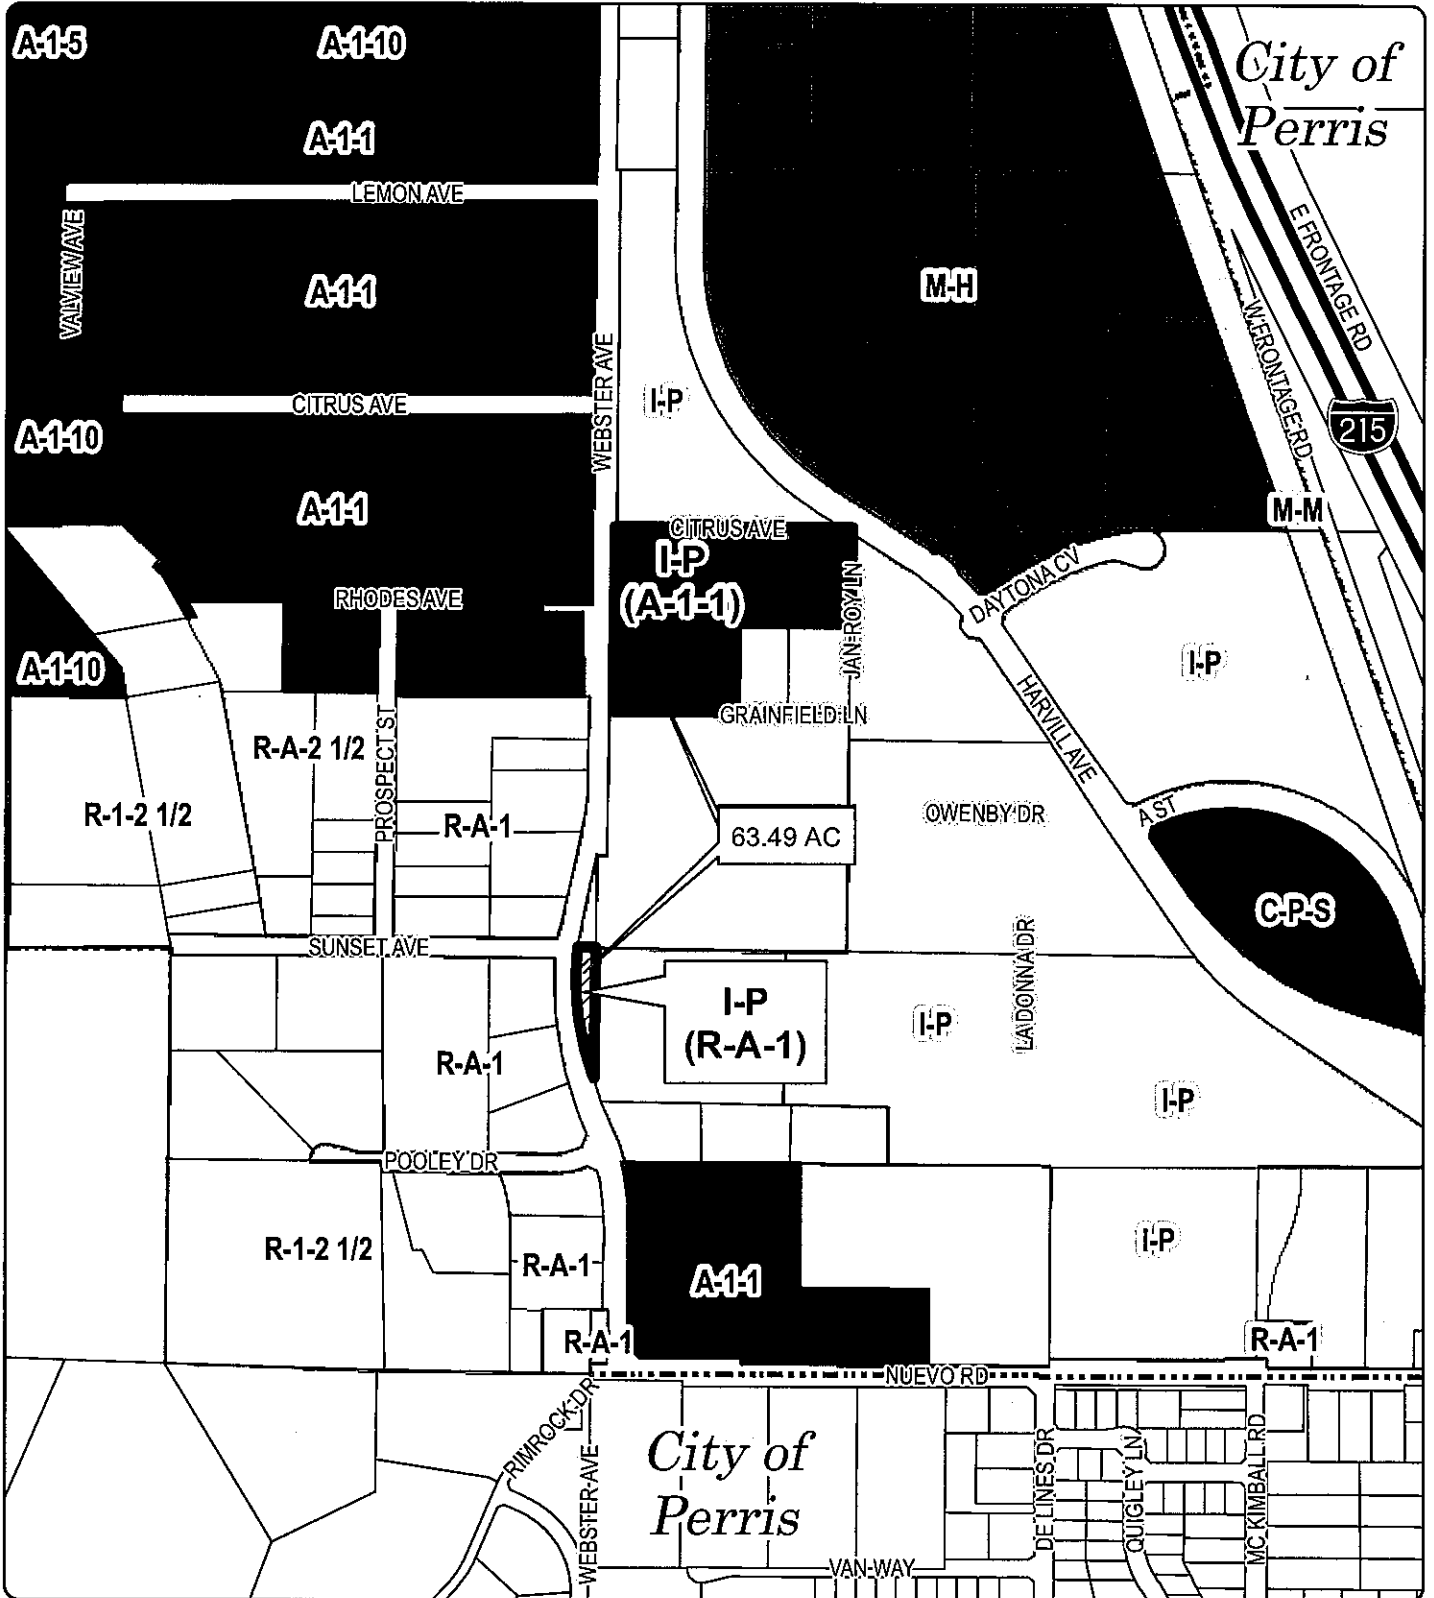 A-1-5
A-1-10
City of
Perris
A-1-1
LEMON AVE
VALVIEW AVE
E FRONTAGE RD
A-1-1
M-H
W FRONTAGE RD
WEBSTER AVE
I-P
CITRUS AVE
215
A-1-10
A-1-1
M-M
CITRUS AVE
I-P
(A-1-1)
JAN ROY LN
DAYTONA CV
RHODES AVE
A-1-10
I-P
GRAINFIELD LN
HARVILL AVE
R-A-2 1/2
PROSPECT ST
R-1-2 1/2
R-A-1
63.49 AC
OWENBY DR
A ST
C-P-S
SUNSET AVE
LADONNA DR
I-P
(R-A-1)
I-P
R-A-1
I-P
POOLEY DR
R-1-2 1/2
R-A-1
A-1-1
I-P
R-A-1
R-A-1
NUEVO RD
RIMROCK DR
WEBSTER AVE
City of
Perris
DE LINES DR
QUIGLEY LN
MC KIMBALL RD
VAN WAY